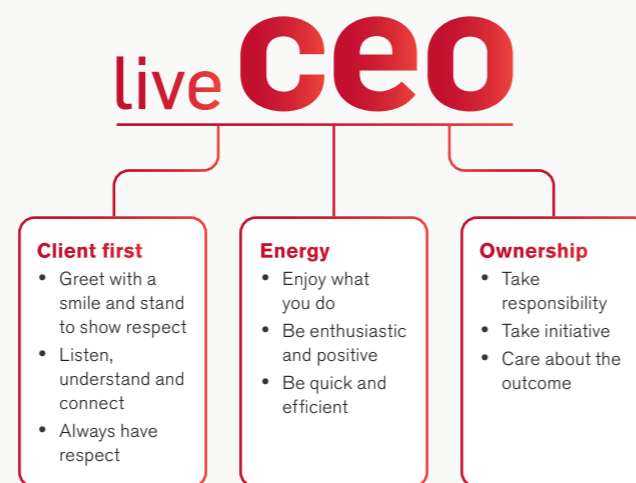 live ceo
Client first
• Greet with a
smile and stand
to show respect
• Listen,
understand and
connect
• Always have
respect
Energy
• Enjoy what
you do
• Be enthusiastic
and positive
• Be quick and
efficient
Ownership
• Take
responsibility
• Take initiative
• Care about the
outcome